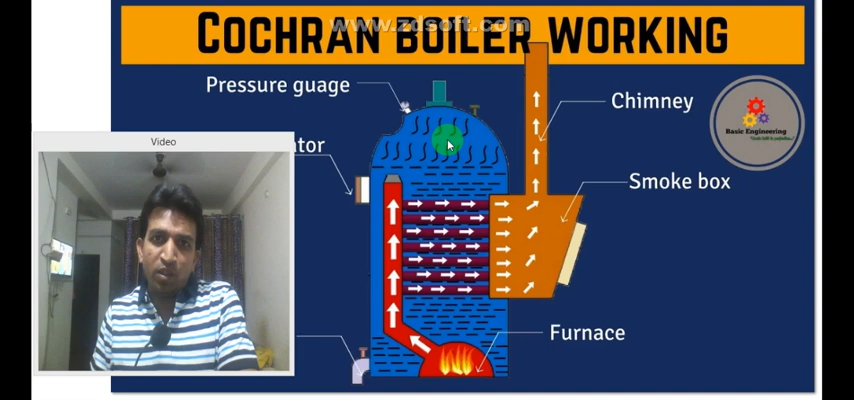 www.zdsoft.com
COCHRAN BOILER WORKING
Pressure guage
Chimney
Basic Engineering
Video
ator
Smoke box
Furnace